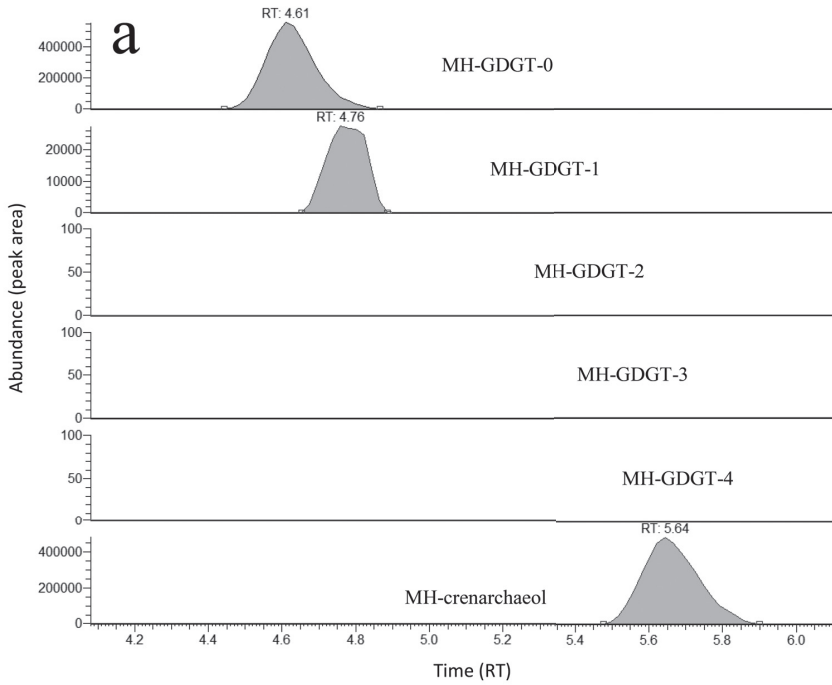 a
RT: 4.61
400000
200000
0
MH-GDGT-0
RT: 4.76
20000
10000
0
MH-GDGT-1
100
50
0
MH-GDGT-2
100
50
0
MH-GDGT-3
100
50
0
MH-GDGT-4
RT: 5.64
400000
200000
0
MH-crenarchaeol
4.2 4.4 4.6 4.8 5.0 5.2 5.4 5.6 5.8 6.0
Time (RT)
Abundance (peak area)